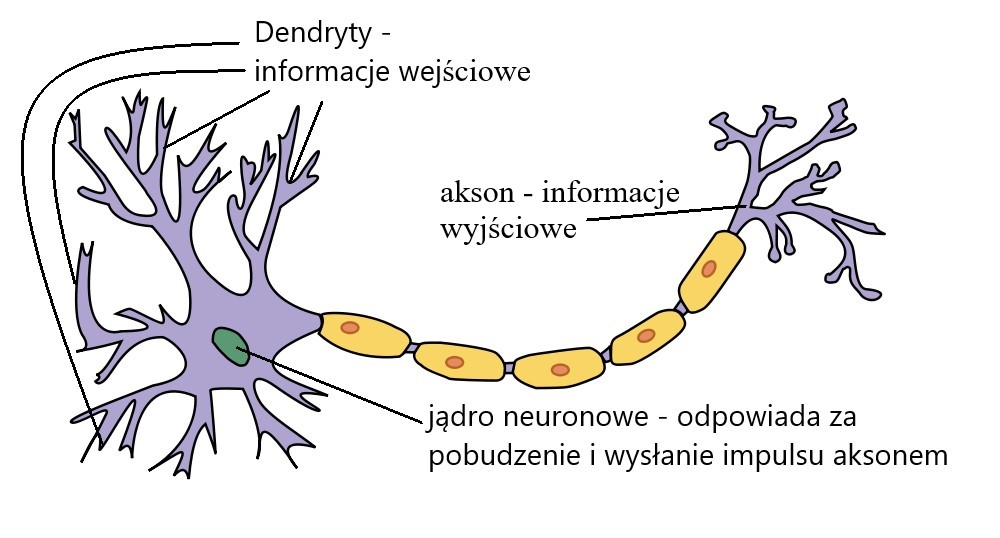 Dendryty -
informacje wejściowe
akson - informacje
wyjściowe
jądro neuronowe - odpowiada za
pobudzenie i wysłanie impulsu aksonem